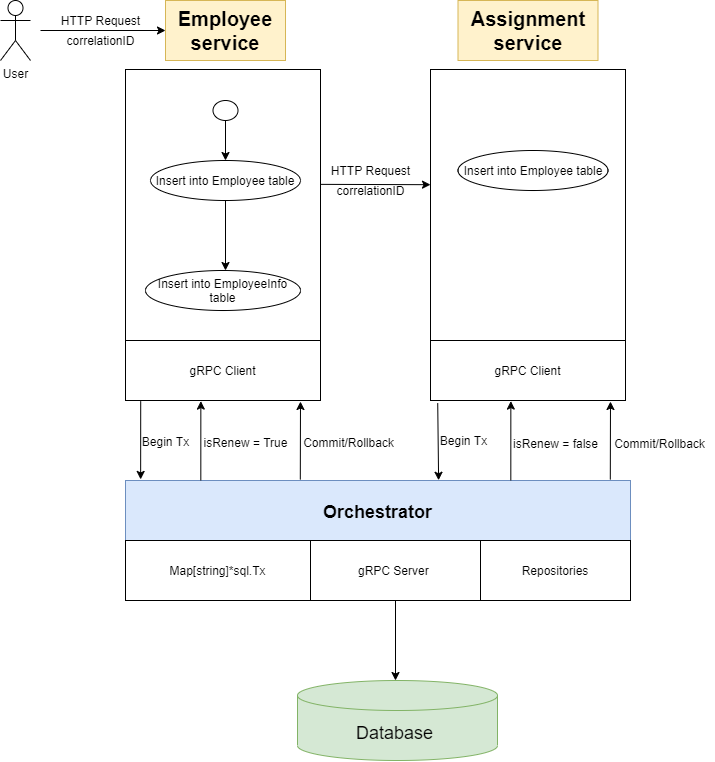 HTTP Request
correlationID
User
Employee
service
Assignment
service
Insert into Employee table
Insert into EmployeeInfo
table
HTTP Request
correlationID
Insert into Employee table
gRPC Client
gRPC Client
Begin Tx
isRenew = True
Commit/Rollback
Begin Tx
isRenew = false
Commit/Rollback
Orchestrator
Map[string]*sql.Tx
gRPC Server
Repositories
Database